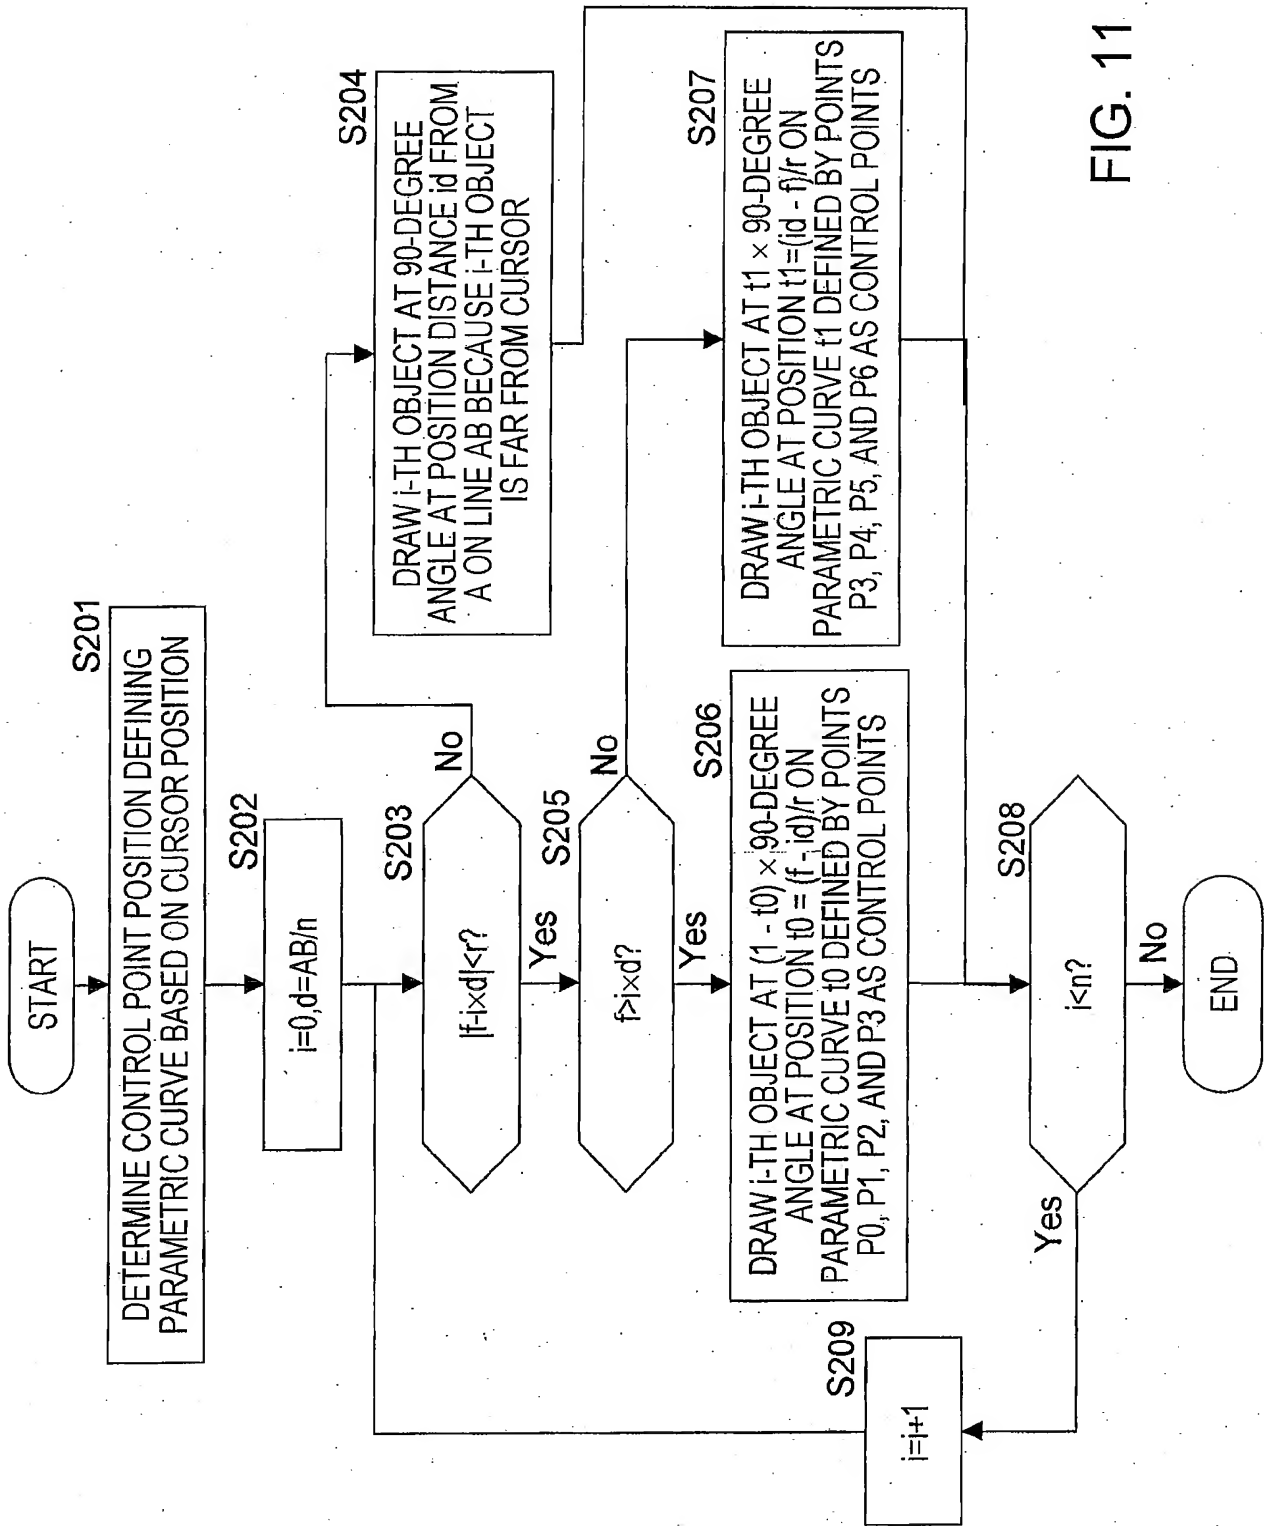 START
S201
DETERMINE CONTROL POINT POSITION DEFINING
PARAMETRIC CURVE BASED ON CURSOR POSITION
S202
i=0,d=AB/n
S203
|f-i×d|<r?
No
Yes
S204
DRAW i-TH OBJECT AT 90-DEGREE
ANGLE AT POSITION DISTANCE id FROM
A ON LINE AB BECAUSE i-TH OBJECT
IS FAR FROM CURSOR
S205
f>i×d?
No
Yes
S206
DRAW i-TH OBJECT AT (1 - t0) × 90-DEGREE
ANGLE AT POSITION t0 = (f - id)/r ON
PARAMETRIC CURVE t0 DEFINED BY POINTS
P0, P1, P2, AND P3 AS CONTROL POINTS
S207
DRAW i-TH OBJECT AT t1 × 90-DEGREE
ANGLE AT POSITION t1=(id - f)/r ON
PARAMETRIC CURVE t1 DEFINED BY POINTS
P3, P4, P5, AND P6 AS CONTROL POINTS
S208
i<n?
Yes
No
S209
i=i+1
END
FIG. 11